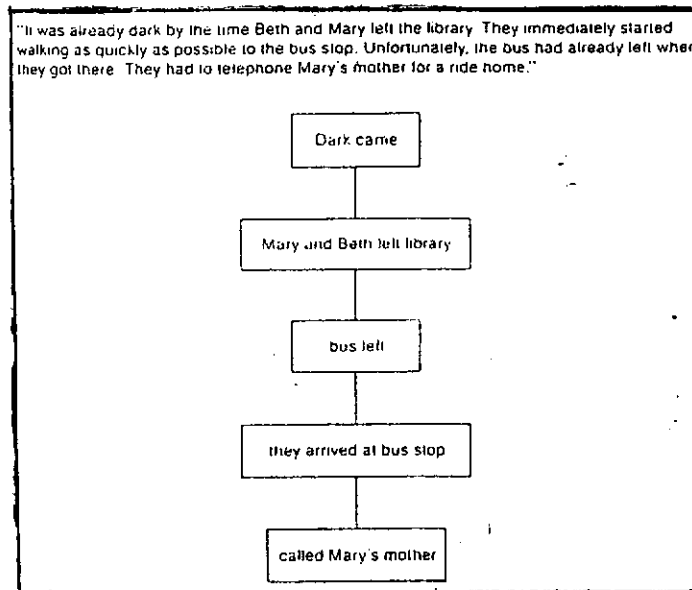 "It was already dark by the time Beth and Mary left the library. They immediately started
walking as quickly as possible to the bus stop. Unfortunately, the bus had already left when
they got there. They had to telephone Mary's mother for a ride home."
Dark came
Mary and Beth left library
bus left
they arrived at bus stop
called Mary's mother